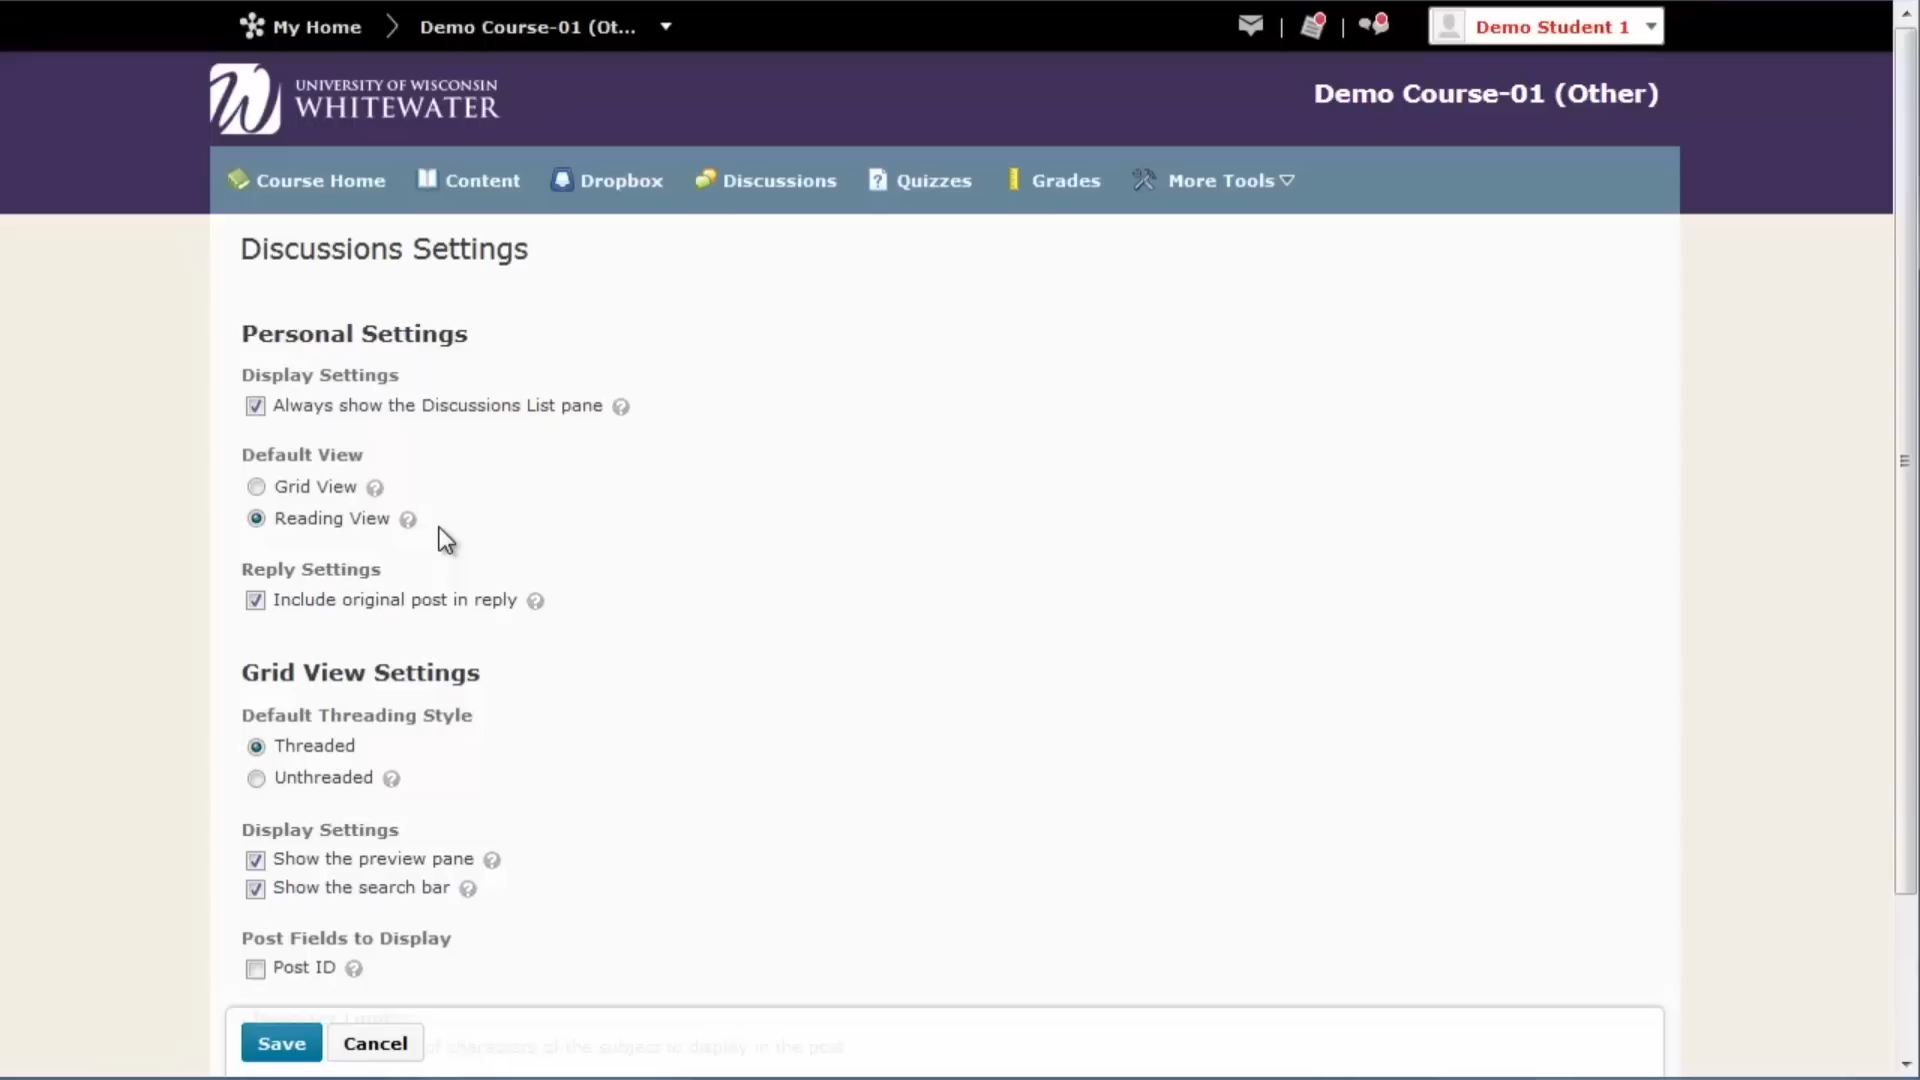 My Home
Demo Course-01 (Ot...
Demo Student 1
UNIVERSITY OF WISCONSIN
WHITEWATER
Demo Course-01 (Other)
Course Home
Content
Dropbox
Discussions
Quizzes
Grades
More Tools
Discussions Settings
Personal Settings
Display Settings
Always show the Discussions List pane
Default View
Grid View
Reading View
Reply Settings
Include original post in reply
Grid View Settings
Default Threading Style
Threaded
Unthreaded
Display Settings
Show the preview pane
Show the search bar
Post Fields to Display
Post ID
Save
Cancel
of characters of the subject to display in the post